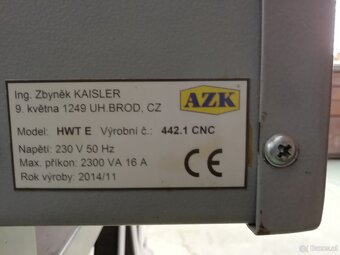 Ing. Zbyněk KAISLER
9. května 1249 UH.BROD, CZ
AZK
Model: HWT E Výrobní č.: 442.1 CNC
Napětí: 230 V 50 Hz
Max. příkon: 2300 VA 16 A
Rok výroby: 2014/11
CE